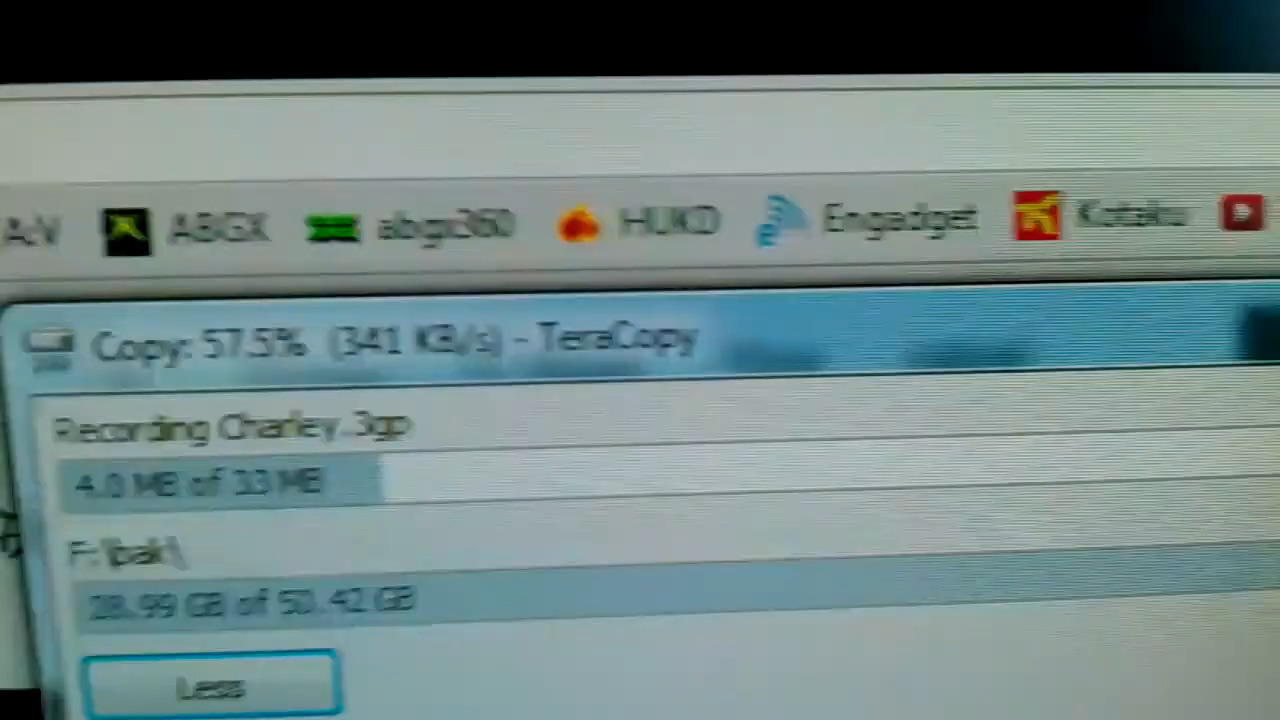 A:V ABGX abgx360 HUKD Engadget Kotaku
Copy: 57.5% (341 KB/s) - TeraCopy
Recording Charley.3gp
4.0 MB of 33 MB
F:\bak\
28.99 GB of 50.42 GB
Less